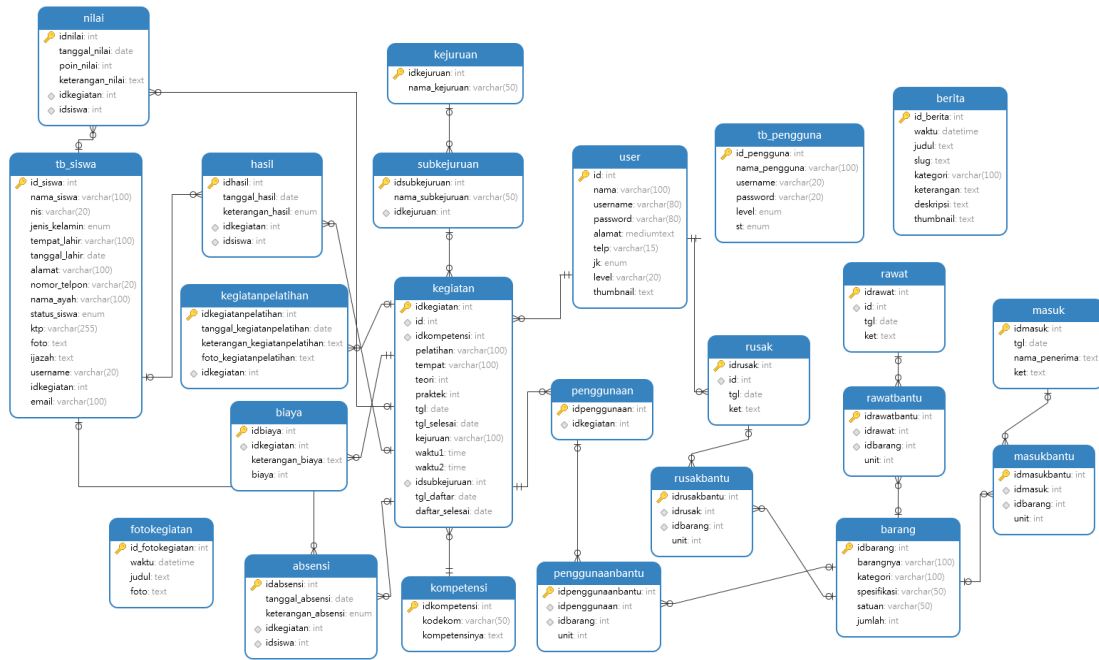 nilai
idnilai: int
tanggal_nilai: date
poin_nilai: int
keterangan_nilai: text
idkegiatan: int
idsiswa: int
kejuruan
idkejuruan: int
nama_kejuruan: varchar(50)
berita
id_berita: int
waktu: datetime
judul: text
slug: text
kategori: varchar(100)
keterangan: text
deskripsi: text
thumbnail: text
tb_pengguna
id_pengguna: int
nama_pengguna: varchar(100)
username: varchar(20)
password: varchar(20)
level: enum
st: enum
user
id: int
nama: varchar(100)
username: varchar(80)
password: varchar(80)
alamat: mediumtext
telp: varchar(15)
jk: enum
level: varchar(20)
thumbnail: text
tb_siswa
id_siswa: int
nama_siswa: varchar(100)
nis: varchar(20)
jenis_kelamin: enum
tempat_lahir: varchar(100)
tanggal_lahir: date
alamat: varchar(100)
nomor_telpon: varchar(20)
nama_ayah: varchar(100)
status_siswa: enum
ktp: varchar(255)
foto: text
ijazah: text
username: varchar(20)
idkegiatan: int
email: varchar(100)
hasil
idhasil: int
tanggal_hasil: date
keterangan_hasil: enum
idkegiatan: int
idsiswa: int
subkejuruan
idsubkejuruan: int
nama_subkejuruan: varchar(50)
idkejuruan: int
kegiatanpelatihan
idkegiatanpelatihan: int
tanggal_kegiatanpelatihan: date
keterangan_kegiatanpelatihan: text
foto_kegiatanpelatihan: text
idkegiatan: int
kegiatan
idkegiatan: int
id: int
idkompetensi: int
pelatihan: varchar(100)
tempat: varchar(100)
teori: int
praktek: int
tgl: date
tgl_selesai: date
kejuruan: varchar(100)
waktu1: time
waktu2: time
idsubkejuruan: int
tgl_daftar: date
daftar_selesai: date
rawat
idrawat: int
id: int
tgl: date
ket: text
masuk
idmasuk: int
tgl: date
nama_penerima: text
ket: text
rusak
idrusak: int
id: int
tgl: date
ket: text
biaya
idbiaya: int
idkegiatan: int
keterangan_biaya: text
biaya: int
penggunaan
idpenggunaan: int
idkegiatan: int
rawatbantu
idrawatbantu: int
idrawat: int
idbarang: int
unit: int
masukbantu
idmasukbantu: int
idmasuk: int
idbarang: int
unit: int
rusakbantu
idrusakbantu: int
idrusak: int
idbarang: int
unit: int
fotokegiatan
id_fotokegiatan: int
waktu: datetime
judul: text
foto: text
absensi
idabsensi: int
tanggal_absensi: date
keterangan_absensi: enum
idkegiatan: int
idsiswa: int
kompetensi
idkompetensi: int
kodekom: varchar(50)
kompetensinya: text
penggunaanbantu
idpenggunaanbantu: int
idpenggunaan: int
idbarang: int
unit: int
barang
idbarang: int
barangnya: varchar(100)
kategori: varchar(100)
spesifikasi: varchar(50)
satuan: varchar(50)
jumlah: int